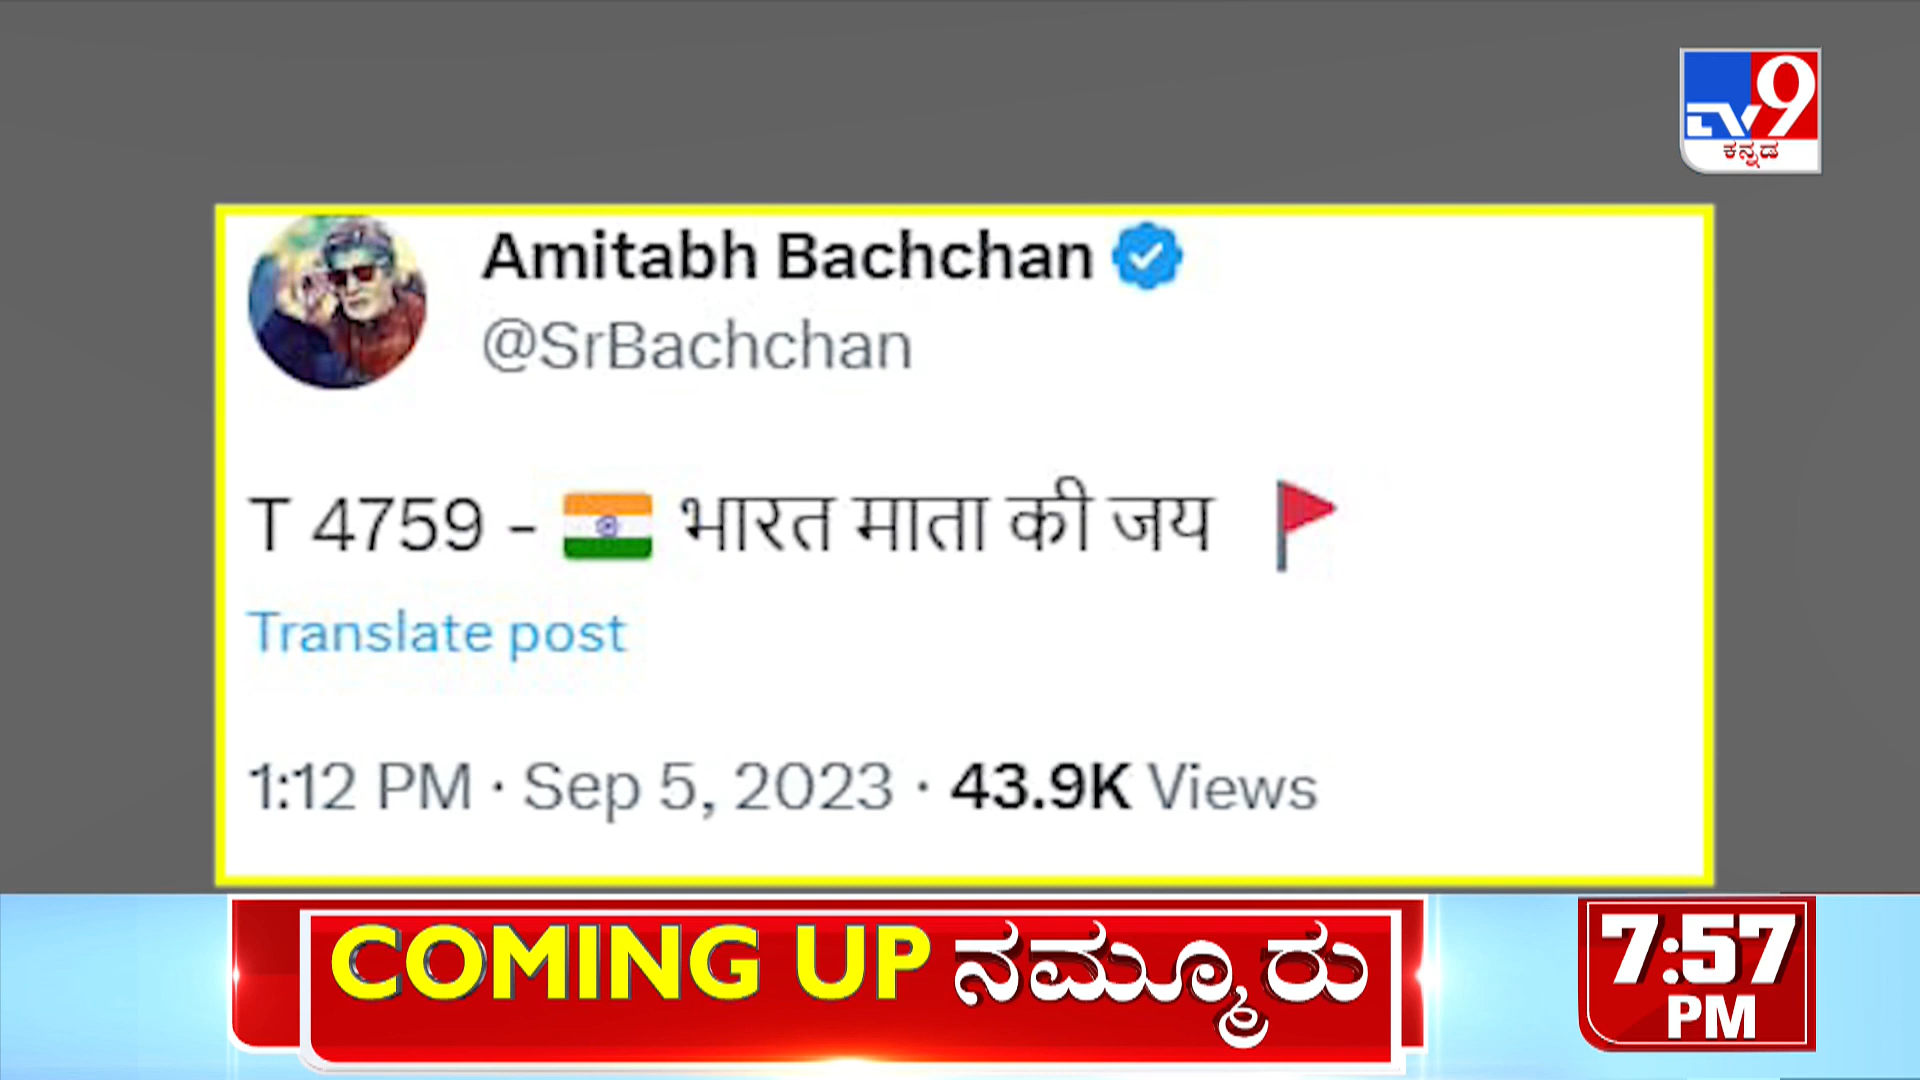 TV9
ಕನ್ನಡ
Amitabh Bachchan
@SrBachchan
T 4759 - 🇮🇳 भारत माता की जय 🚩
Translate post
1:12 PM · Sep 5, 2023 · 43.9K Views
COMING UP ನಮ್ಮೂರು
7:57
PM